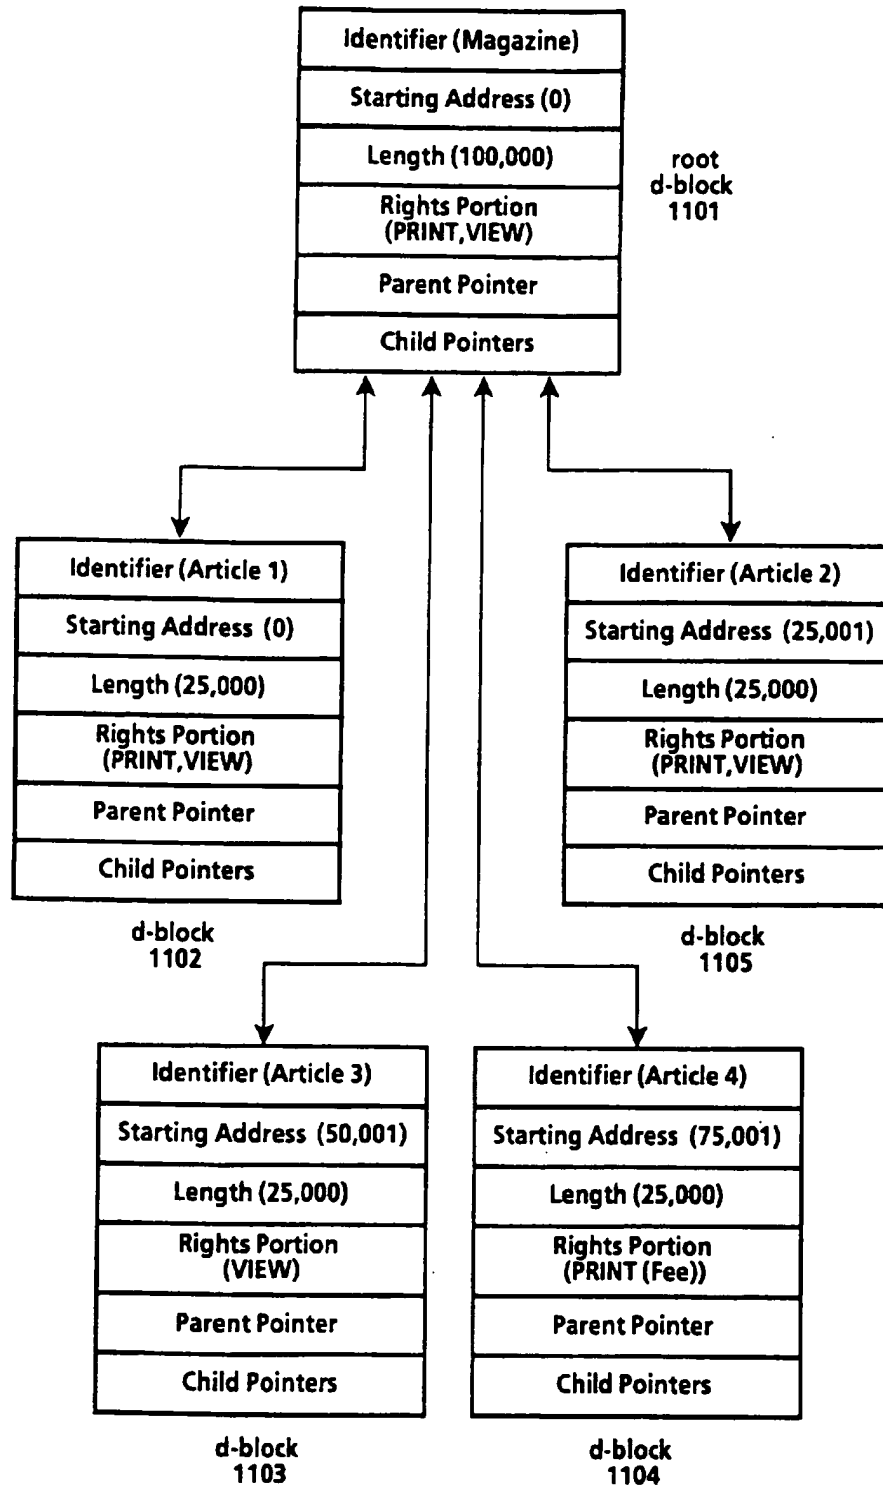 Identifier (Magazine)
Starting Address (0)
Length (100,000)
Rights Portion
(PRINT,VIEW)
Parent Pointer
Child Pointers
root
d-block
1101
Identifier (Article 1)
Starting Address (0)
Length (25,000)
Rights Portion
(PRINT,VIEW)
Parent Pointer
Child Pointers
d-block
1102
Identifier (Article 2)
Starting Address (25,001)
Length (25,000)
Rights Portion
(PRINT,VIEW)
Parent Pointer
Child Pointers
d-block
1105
Identifier (Article 3)
Starting Address (50,001)
Length (25,000)
Rights Portion
(VIEW)
Parent Pointer
Child Pointers
d-block
1103
Identifier (Article 4)
Starting Address (75,001)
Length (25,000)
Rights Portion
(PRINT (Fee))
Parent Pointer
Child Pointers
d-block
1104